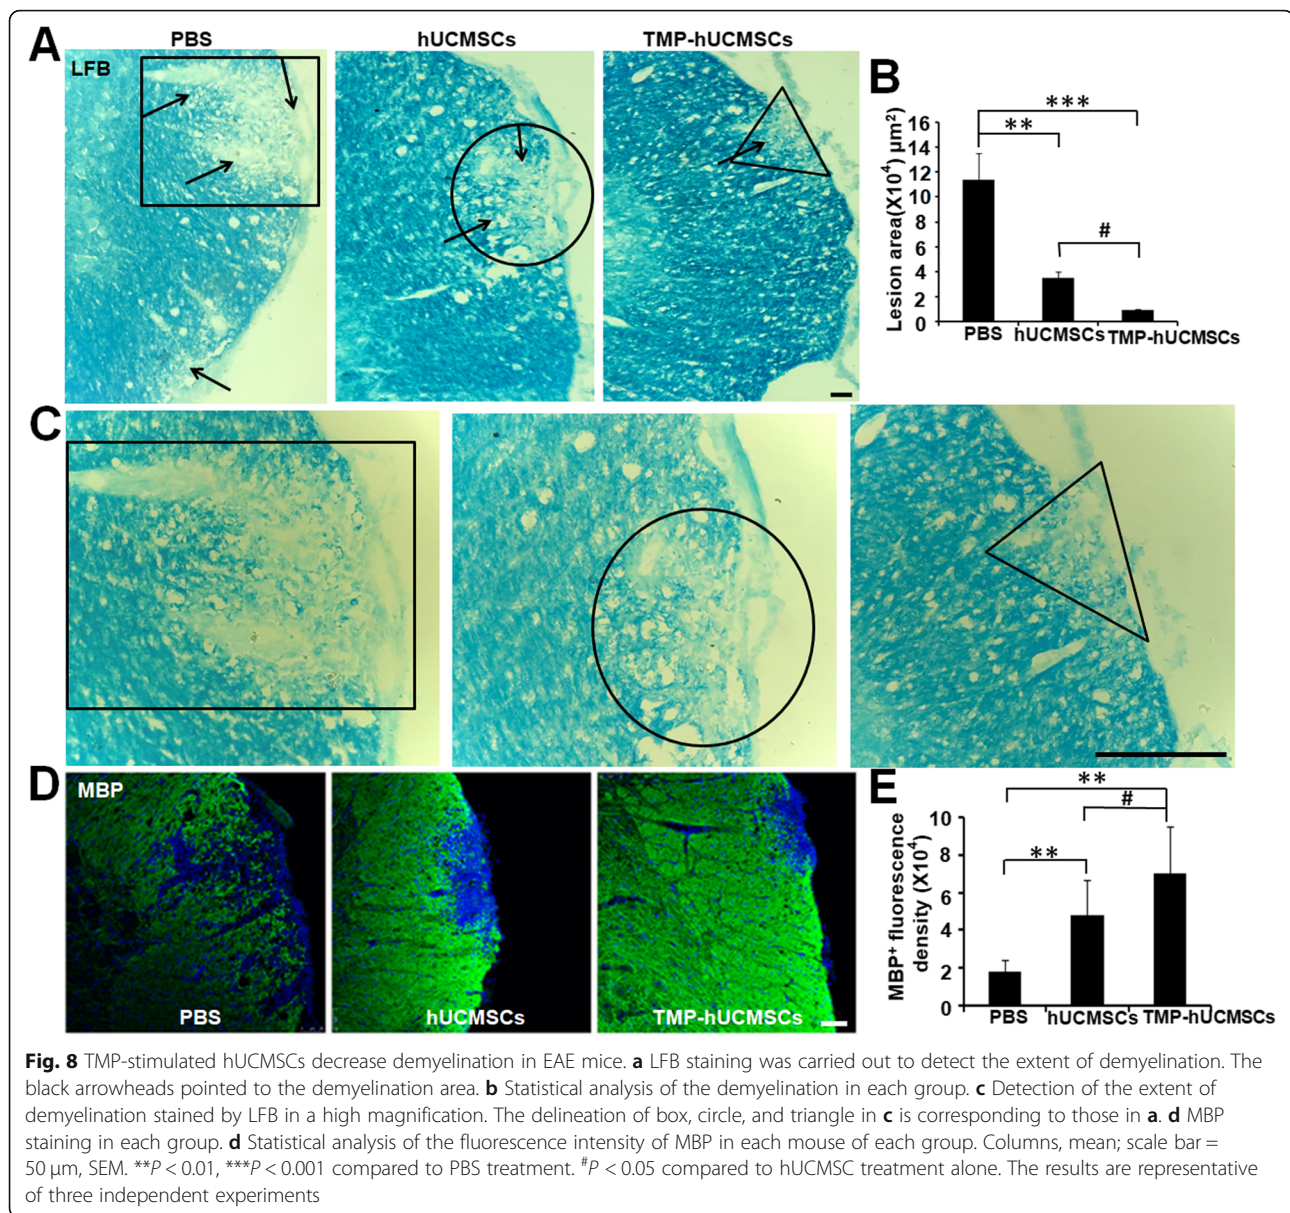 A
PBS
hUCMSCs
TMP-hUCMSCs
LFB
B
Lesion area(X10⁴) µm²
16
14
12
10
8
6
4
2
0
***
**
#
PBS
hUCMSCs
TMP-hUCMSCs
C
D
MBP
PBS
hUCMSCs
TMP-hUCMSCs
E
MBP⁺ fluorescence
density (X10⁴)
10
8
6
4
2
0
**
#
**
PBS
hUCMSCs
TMP-hUCMSCs
Fig. 8 TMP-stimulated hUCMSCs decrease demyelination in EAE mice. a LFB staining was carried out to detect the extent of demyelination. The
black arrowheads pointed to the demyelination area. b Statistical analysis of the demyelination in each group. c Detection of the extent of
demyelination stained by LFB in a high magnification. The delineation of box, circle, and triangle in c is corresponding to those in a. d MBP
staining in each group. d Statistical analysis of the fluorescence intensity of MBP in each mouse of each group. Columns, mean; scale bar =
50 µm, SEM. **P < 0.01, ***P < 0.001 compared to PBS treatment. #P < 0.05 compared to hUCMSC treatment alone. The results are representative
of three independent experiments